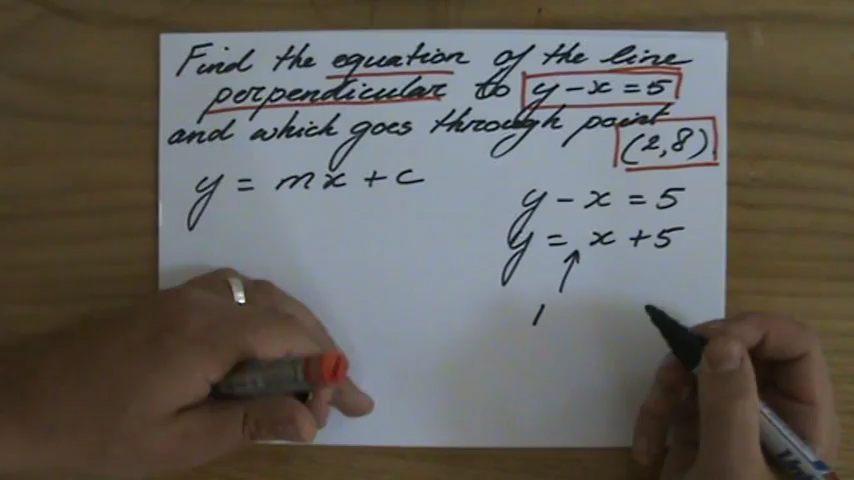 Find the equation of the line
perpendicular to y - x = 5
and which goes through point
(2,8).
y = mx + c
y - x = 5
y = x + 5
1